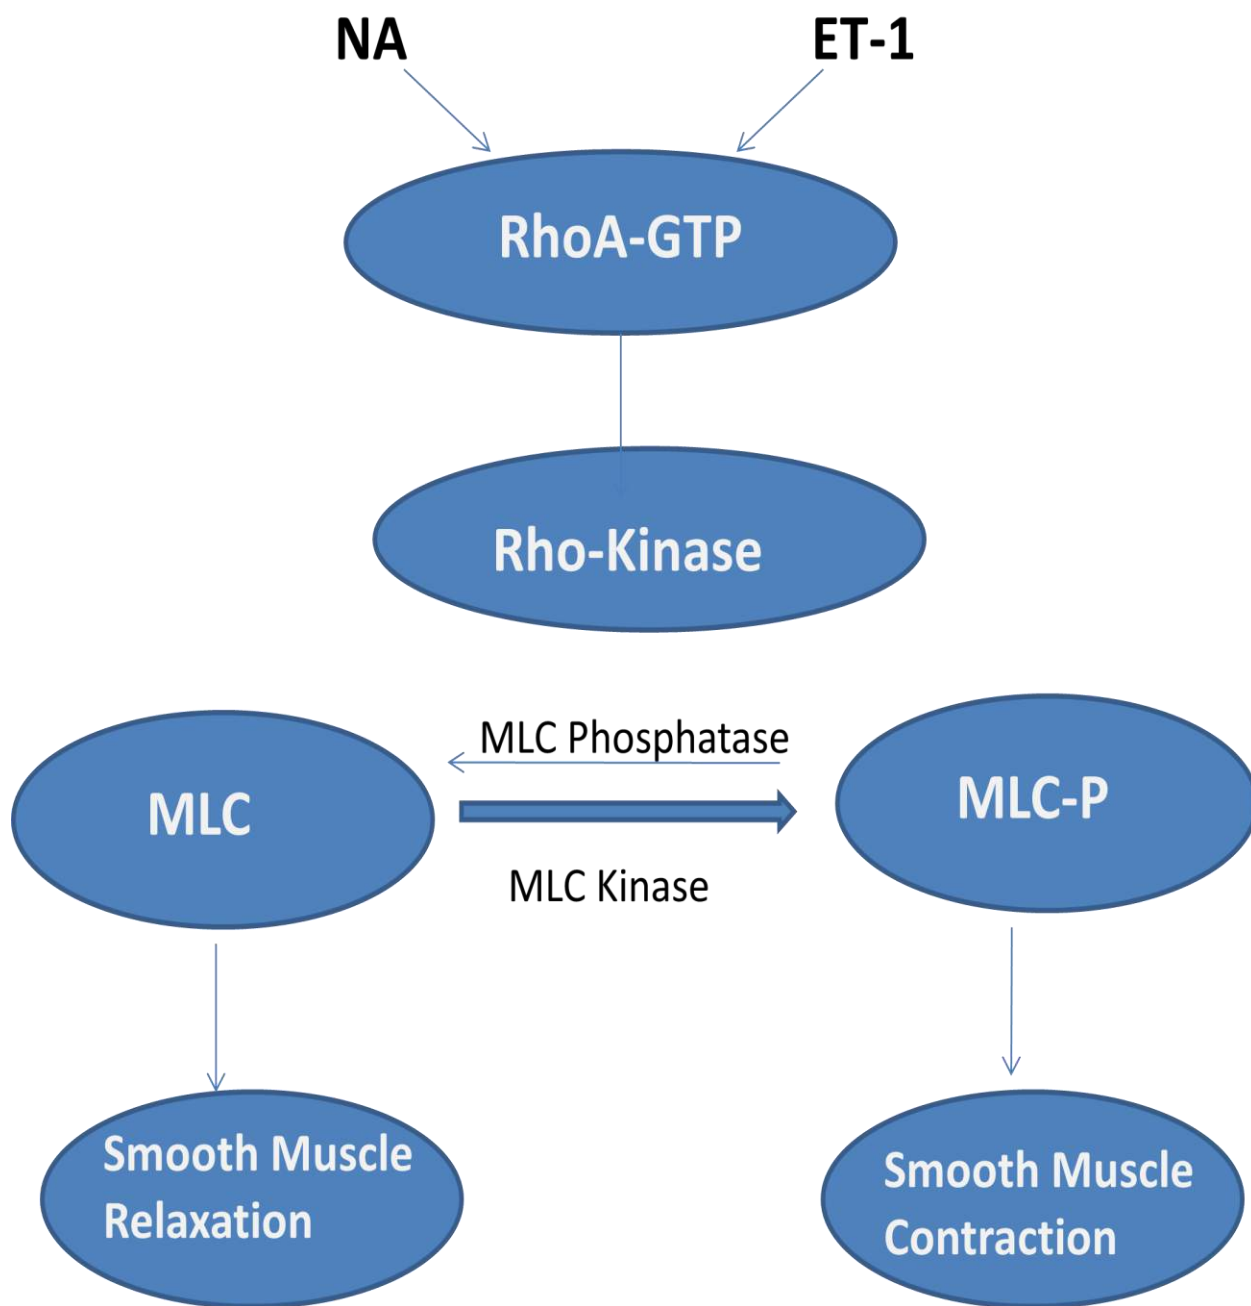 NA
ET-1
RhoA-GTP
Rho-Kinase
MLC Phosphatase
MLC
MLC-P
MLC Kinase
Smooth Muscle
Relaxation
Smooth Muscle
Contraction